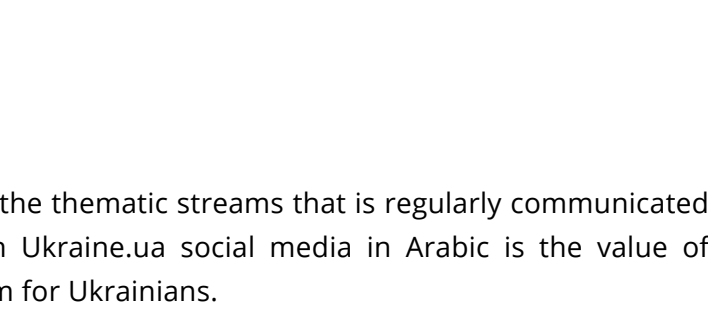 the thematic streams that is regularly communicated
Ukraine.ua social media in Arabic is the value of
for Ukrainians.